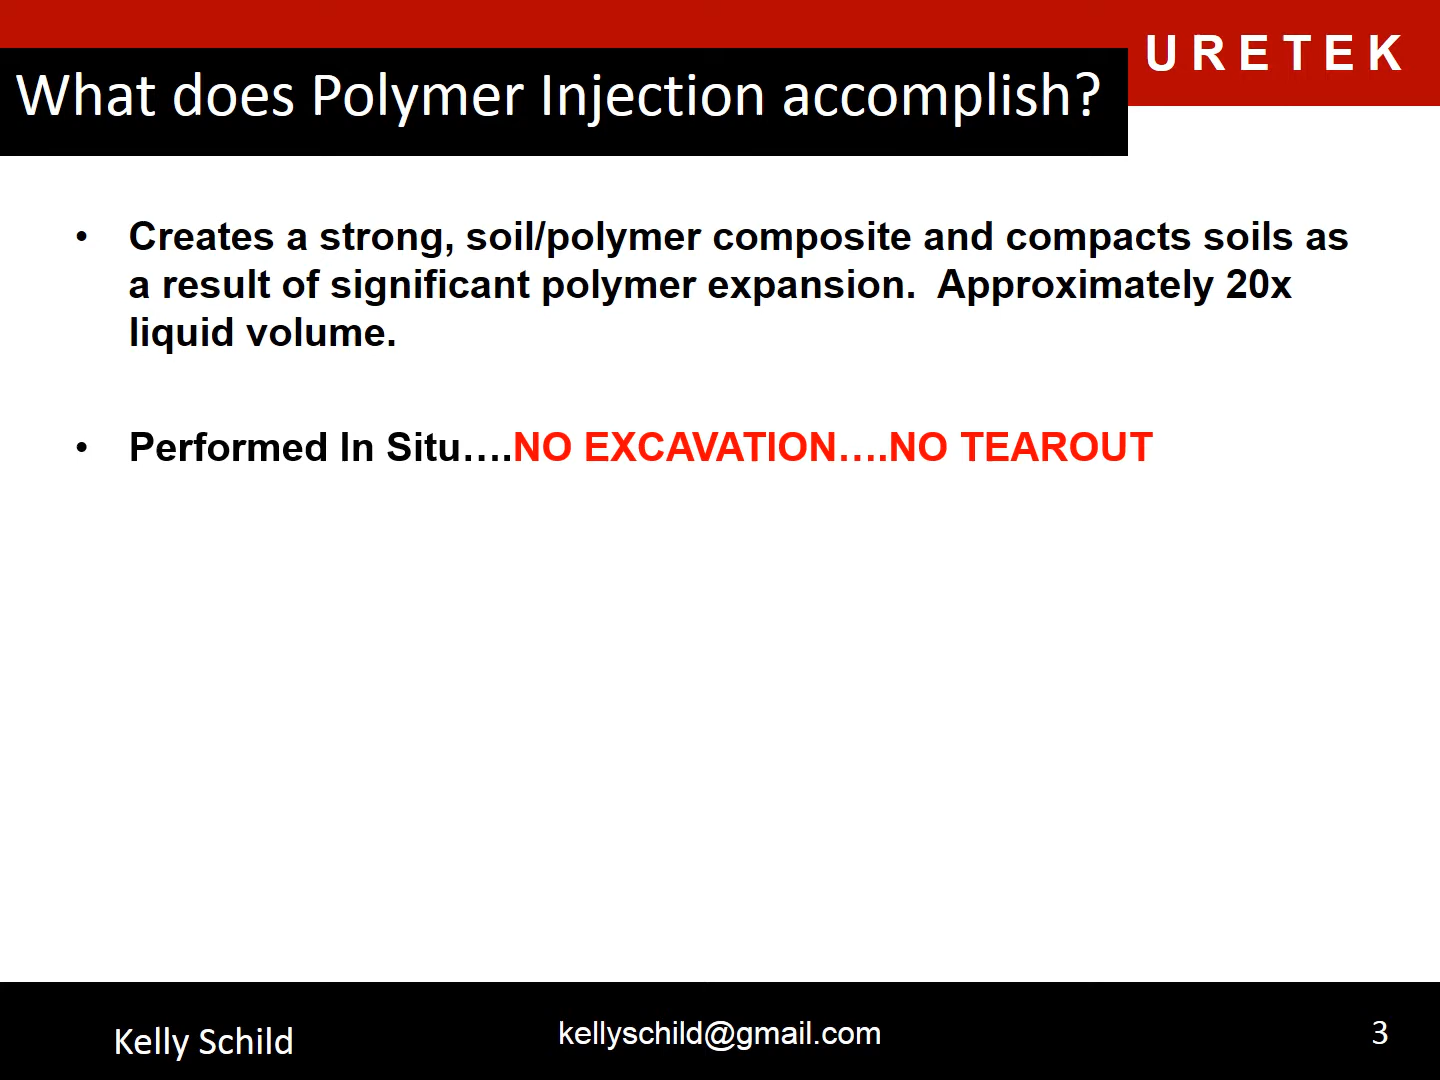 URETEK
What does Polymer Injection accomplish?
• Creates a strong, soil/polymer composite and compacts soils as
a result of significant polymer expansion.  Approximately 20x
liquid volume.
• Performed In Situ….NO EXCAVATION….NO TEAROUT
Kelly Schild
kellyschild@gmail.com
3